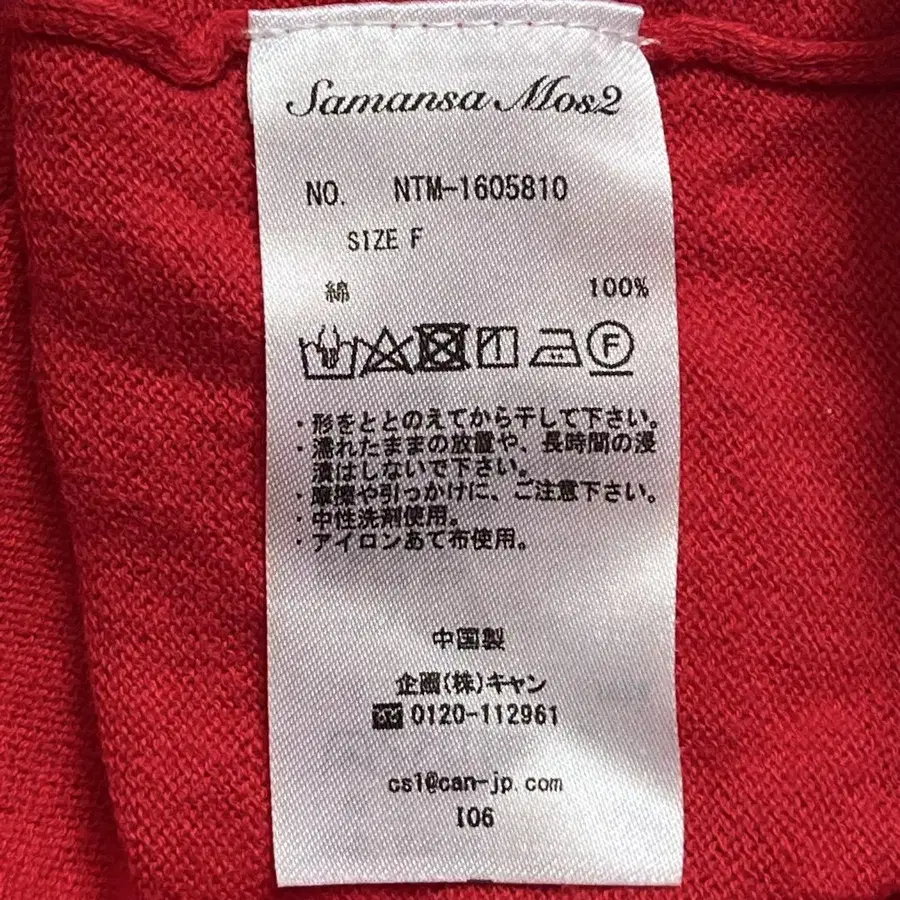 Samansa Mos2
NO. NTM-1605810
SIZE F
綿 100%
F
・形をととのえてから干して下さい。
・濡れたままの放置や、長時間の浸
漬はしないで下さい。
・摩擦や引っかけに、ご注意下さい。
・中性洗剤使用。
・アイロンあて布使用。
中国製
企画(株)キャン
0120-112961
cs1@can-jp.com
I06